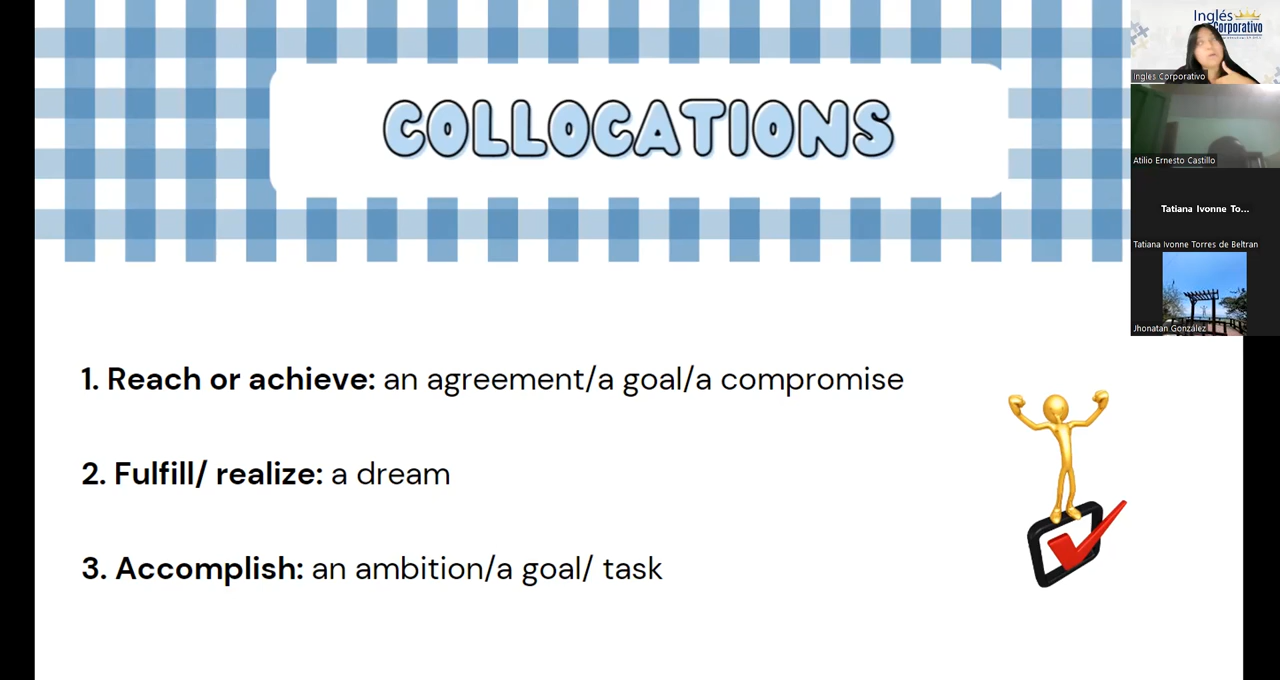 COLLOCATIONS
1. Reach or achieve: an agreement/a goal/a compromise
2. Fulfill/ realize: a dream
3. Accomplish: an ambition/a goal/ task
Inglés
Corporativo
Ingles Corporativo
Atilio Ernesto Castillo
Tatiana Ivonne To...
Tatiana Ivonne Torres de Beltran
Jhonatan González